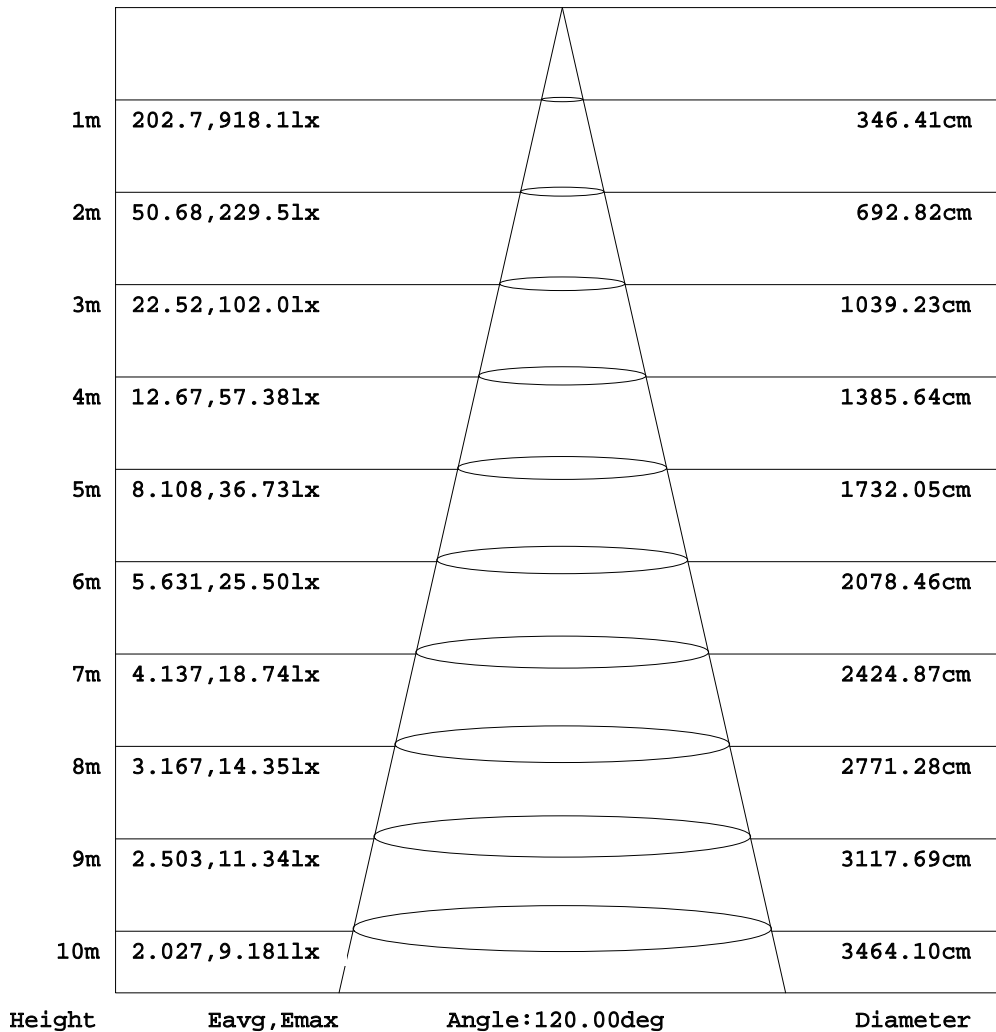 1m 202.7,918.1lx 346.41cm
2m 50.68,229.5lx 692.82cm
3m 22.52,102.0lx 1039.23cm
4m 12.67,57.38lx 1385.64cm
5m 8.108,36.73lx 1732.05cm
6m 5.631,25.50lx 2078.46cm
7m 4.137,18.74lx 2424.87cm
8m 3.167,14.35lx 2771.28cm
9m 2.503,11.34lx 3117.69cm
10m 2.027,9.181lx 3464.10cm
Height Eavg,Emax Angle:120.00deg Diameter